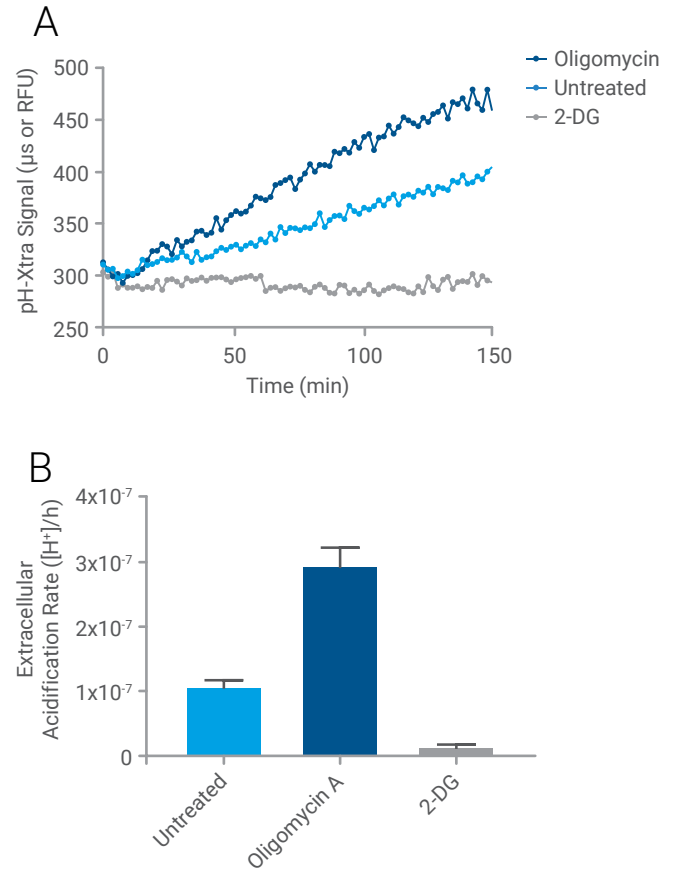 A
Oligomycin
Untreated
2-DG
pH-Xtra Signal (µs or RFU)
500
450
400
350
300
250
0
50
100
150
Time (min)
B
Extracellular
Acidification Rate ([H⁺]/h)
4x10⁻⁷
3x10⁻⁷
2x10⁻⁷
1x10⁻⁷
0
Untreated
Oligomycin A
2-DG